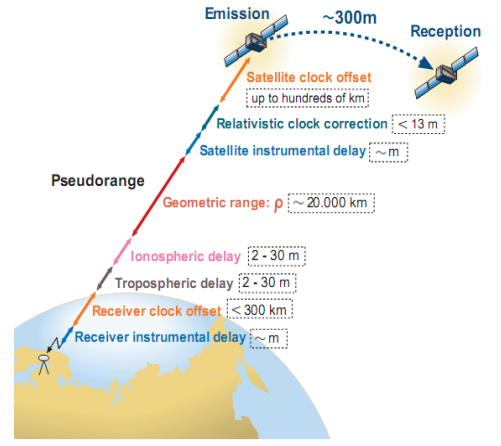 Emission
~300m
Reception
Satellite clock offset
up to hundreds of km
Relativistic clock correction < 13 m
Satellite instrumental delay ~m
Pseudorange
Geometric range: ρ ~ 20.000 km
Ionospheric delay 2 - 30 m
Tropospheric delay 2 - 30 m
Receiver clock offset <300 km
Receiver instrumental delay ~m